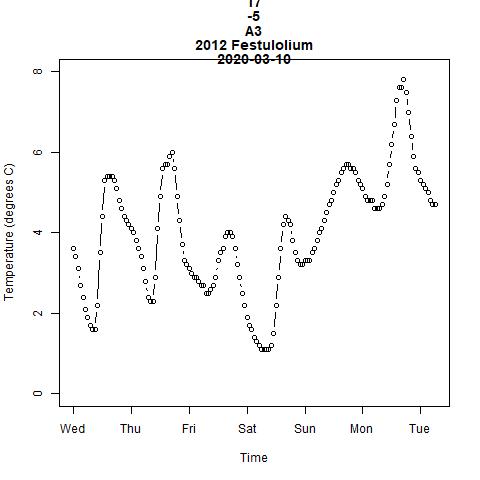 17
-5
A3
2012 Festulolium
2020-03-10
Temperature (degrees C)
8
6
4
2
0
Wed Thu Fri Sat Sun Mon Tue
Time